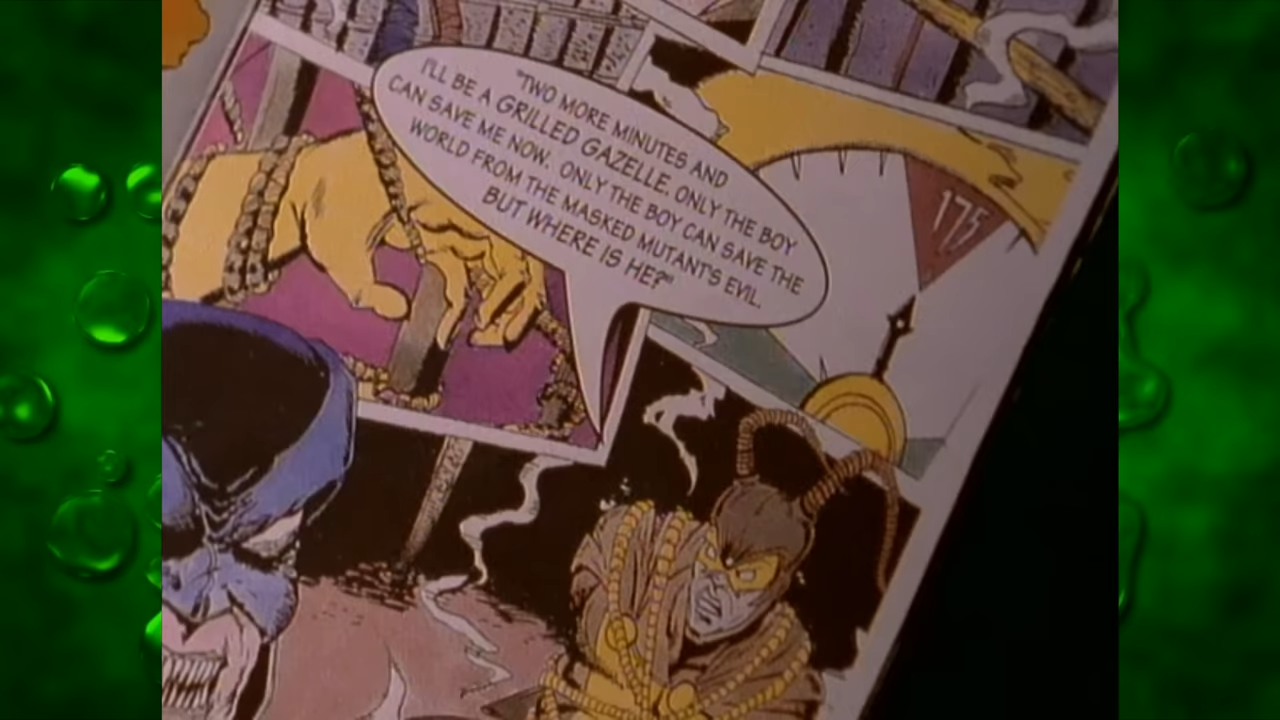 "TWO MORE MINUTES AND
I'LL BE A GRILLED GAZELLE. ONLY THE BOY
CAN SAVE ME NOW. ONLY THE BOY CAN SAVE THE
WORLD FROM THE MASKED MUTANT'S EVIL.
BUT WHERE IS HE?"
175